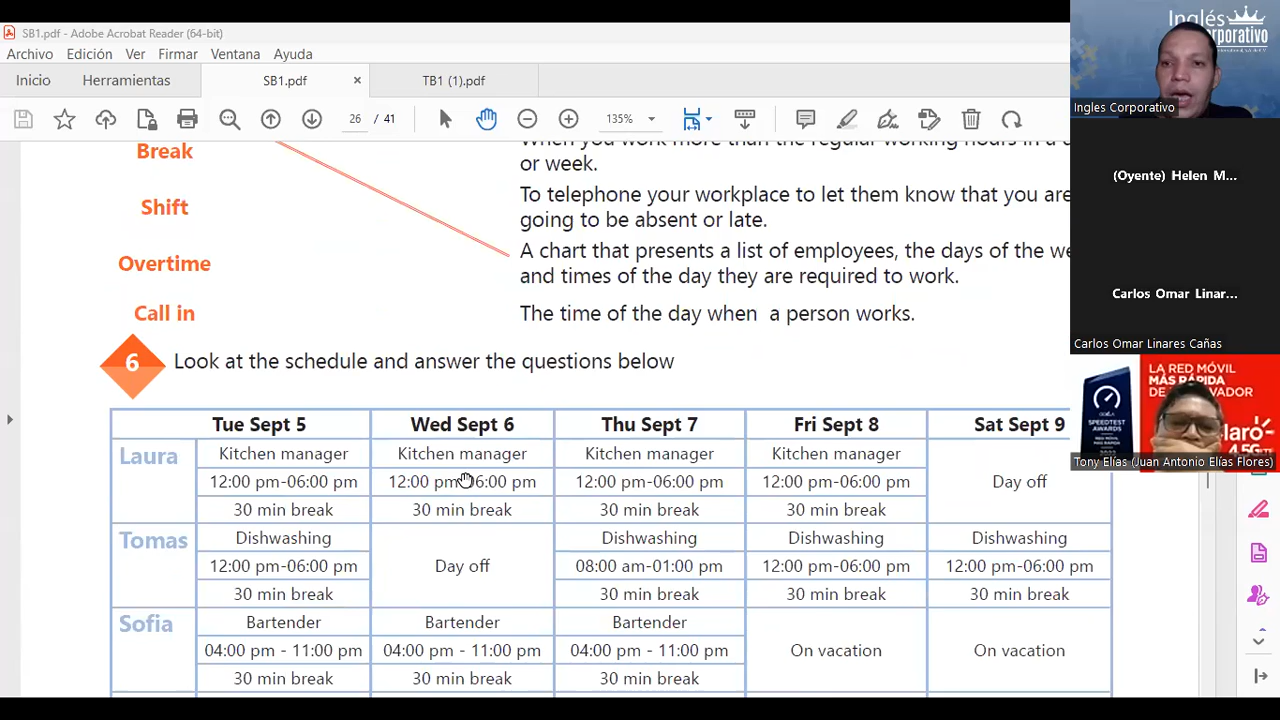 SB1.pdf - Adobe Acrobat Reader (64-bit)
Archivo Edición Ver Firmar Ventana Ayuda
Inicio Herramientas SB1.pdf × TB1 (1).pdf
26 / 41 135%
Break
or week.
Shift
To telephone your workplace to let them know that you are
going to be absent or late.
Overtime
A chart that presents a list of employees, the days of the
and times of the day they are required to work.
Call in
The time of the day when a person works.
6 Look at the schedule and answer the questions below
Tue Sept 5 Wed Sept 6 Thu Sept 7 Fri Sept 8 Sat Sept 9
Laura Kitchen manager Kitchen manager Kitchen manager Kitchen manager Day off
12:00 pm-06:00 pm 12:00 pm-06:00 pm 12:00 pm-06:00 pm 12:00 pm-06:00 pm
30 min break 30 min break 30 min break 30 min break
Tomas Dishwashing Day off Dishwashing Dishwashing Dishwashing
12:00 pm-06:00 pm 08:00 am-01:00 pm 12:00 pm-06:00 pm 12:00 pm-06:00 pm
30 min break 30 min break 30 min break 30 min break
Sofia Bartender Bartender Bartender On vacation On vacation
04:00 pm - 11:00 pm 04:00 pm - 11:00 pm 04:00 pm - 11:00 pm
30 min break 30 min break 30 min break
Inglés
Ingles Corporativo
(Oyente) Helen M...
Carlos Omar Linar...
Carlos Omar Linares Cañas
LA RED MÓVIL
MÁS RÁPIDA
SPEEDTEST
AWARDS
Tony Elías (Juan Antonio Elías Flores)